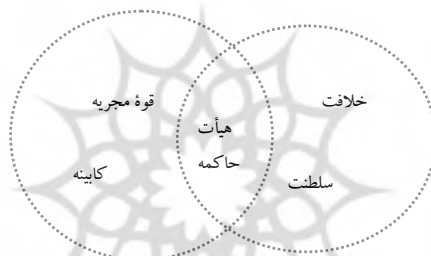 خلافت
قوهٔ مجریه
هیأت
حاکمه
کابینه
سلطنت